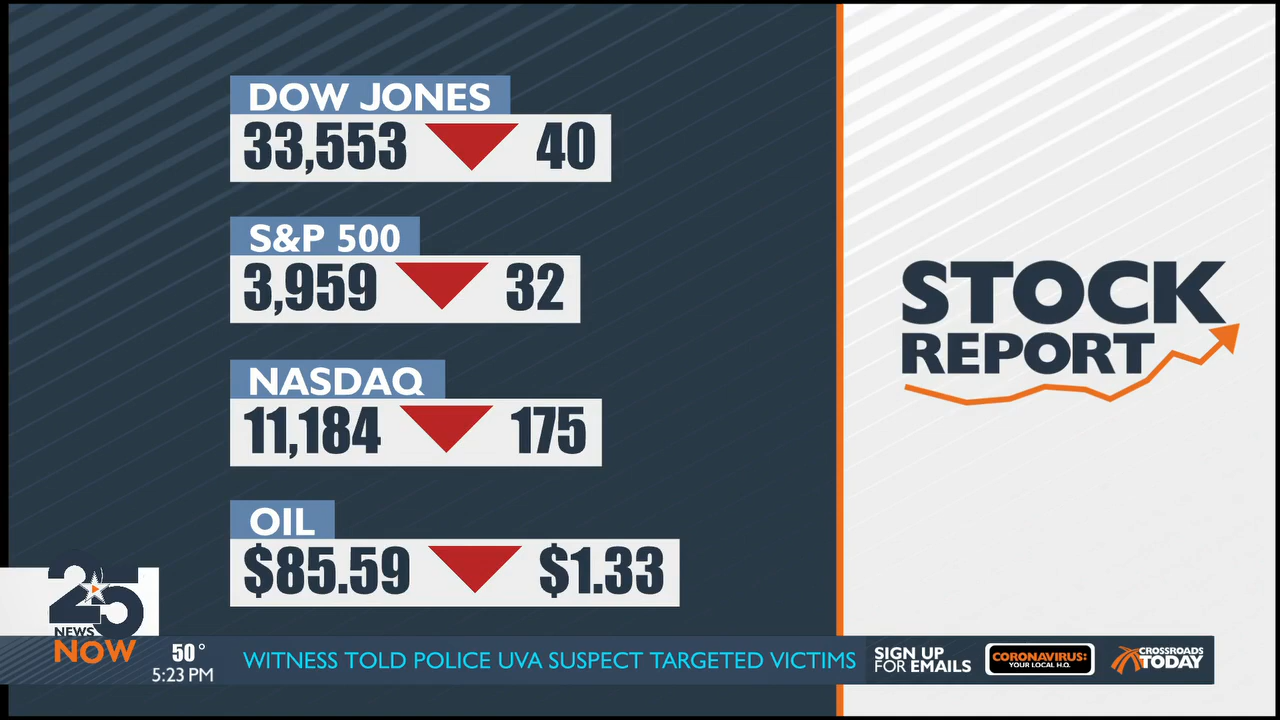 DOW JONES
33,553 40
S&P 500
3,959 32
NASDAQ
11,184 175
OIL
$85.59 $1.33
STOCK
REPORT
25
NEWS
NOW
50°
5:23 PM
WITNESS TOLD POLICE UVA SUSPECT TARGETED VICTIMS
SIGN UP
FOR EMAILS
CORONAVIRUS:
YOUR LOCAL H.Q.
CROSSROADS
TODAY